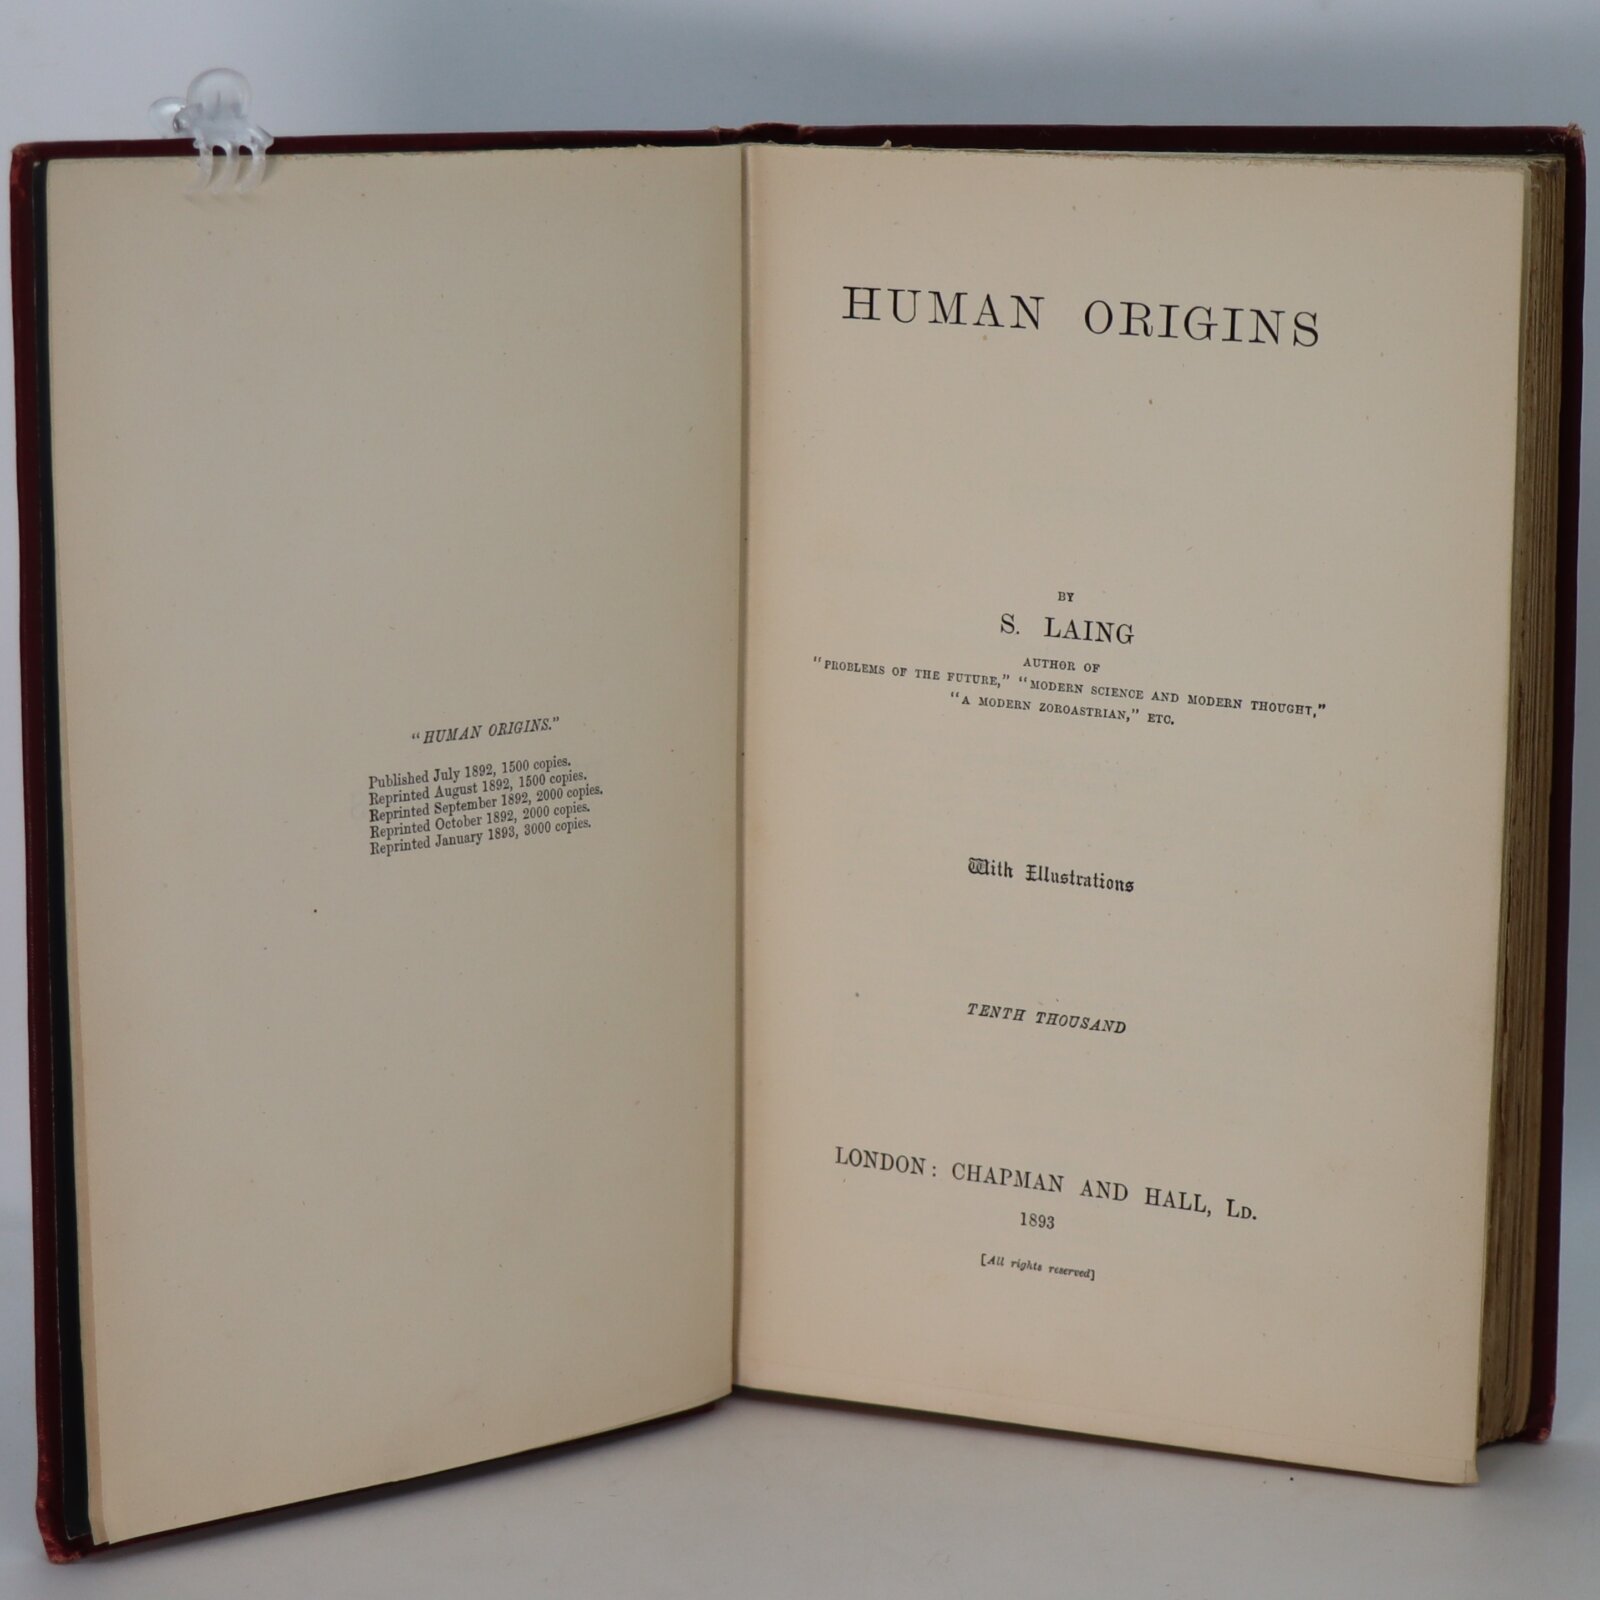 "HUMAN ORIGINS."
Published July 1892, 1500 copies.
Reprinted August 1892, 1500 copies.
Reprinted September 1892, 2000 copies.
Reprinted October 1892, 2000 copies.
Reprinted January 1893, 3000 copies.
HUMAN ORIGINS
BY
S. LAING
AUTHOR OF
"PROBLEMS OF THE FUTURE," "MODERN SCIENCE AND MODERN THOUGHT,"
"A MODERN ZOROASTRIAN," ETC.
With Illustrations
TENTH THOUSAND
LONDON: CHAPMAN AND HALL, LD.
1893
[All rights reserved]